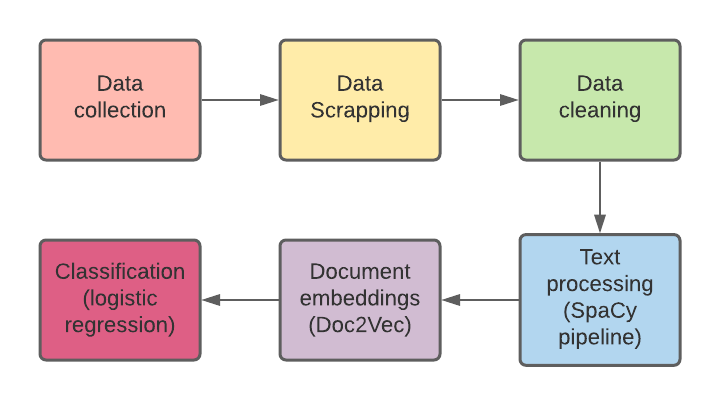 Data
collection
Data
Scrapping
Data
cleaning
Text
processing
(SpaCy
pipeline)
Document
embeddings
(Doc2Vec)
Classification
(logistic
regression)